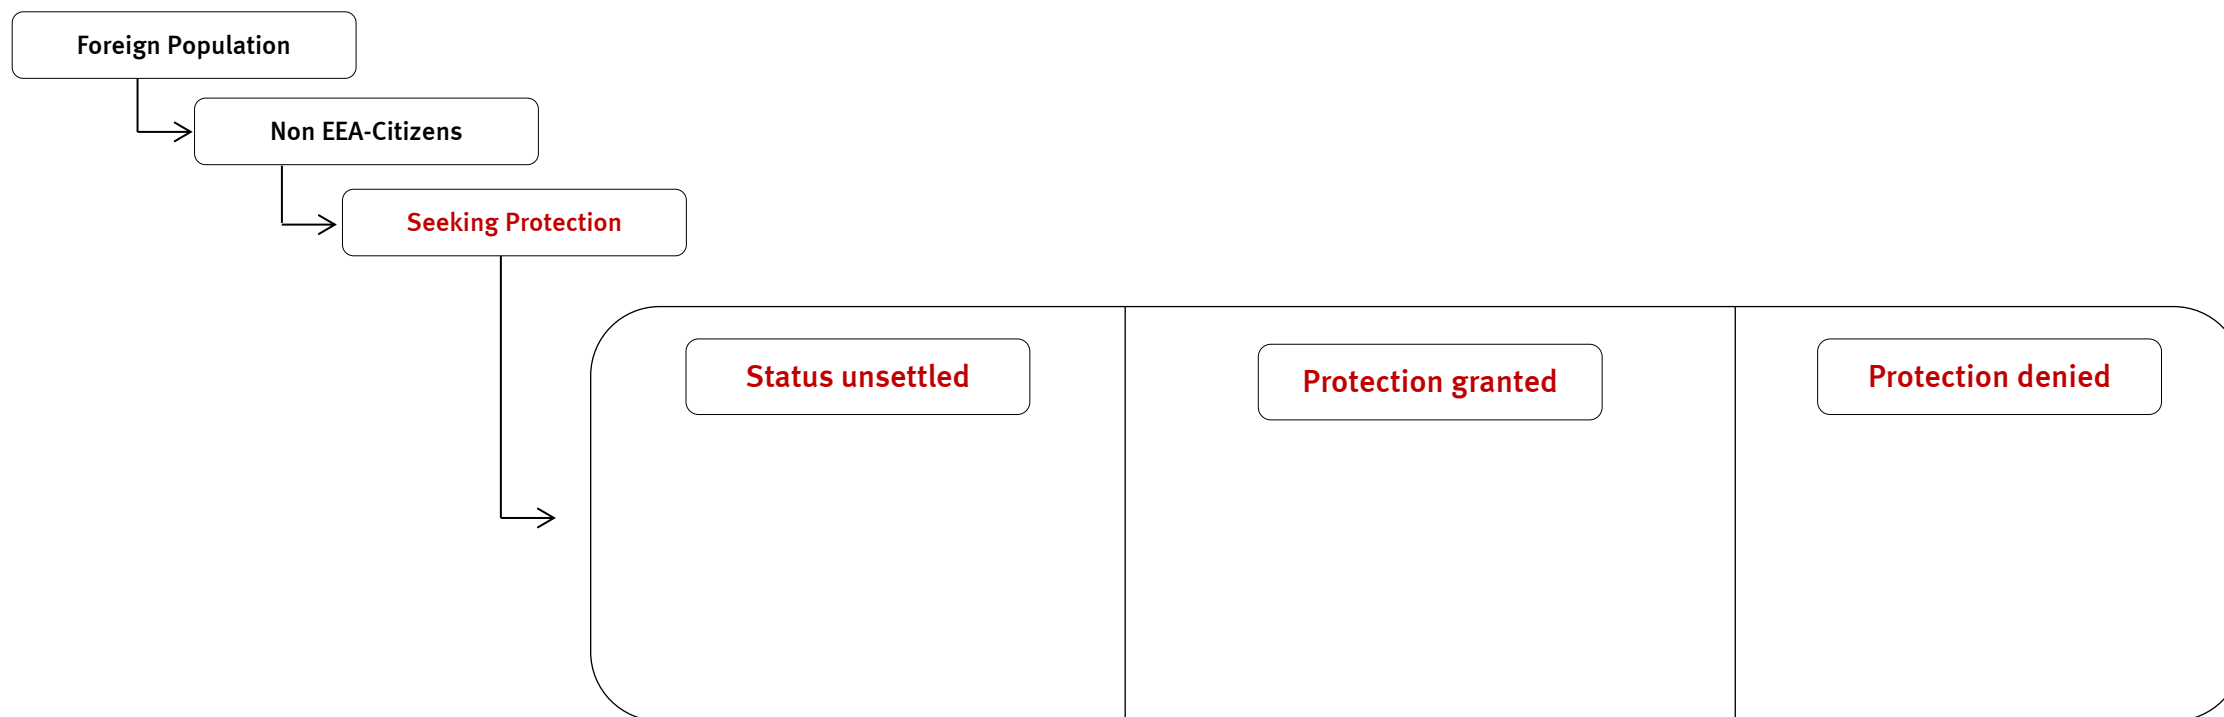 Foreign Population
Non EEA-Citizens
Seeking Protection
Status unsettled
Protection granted
Protection denied